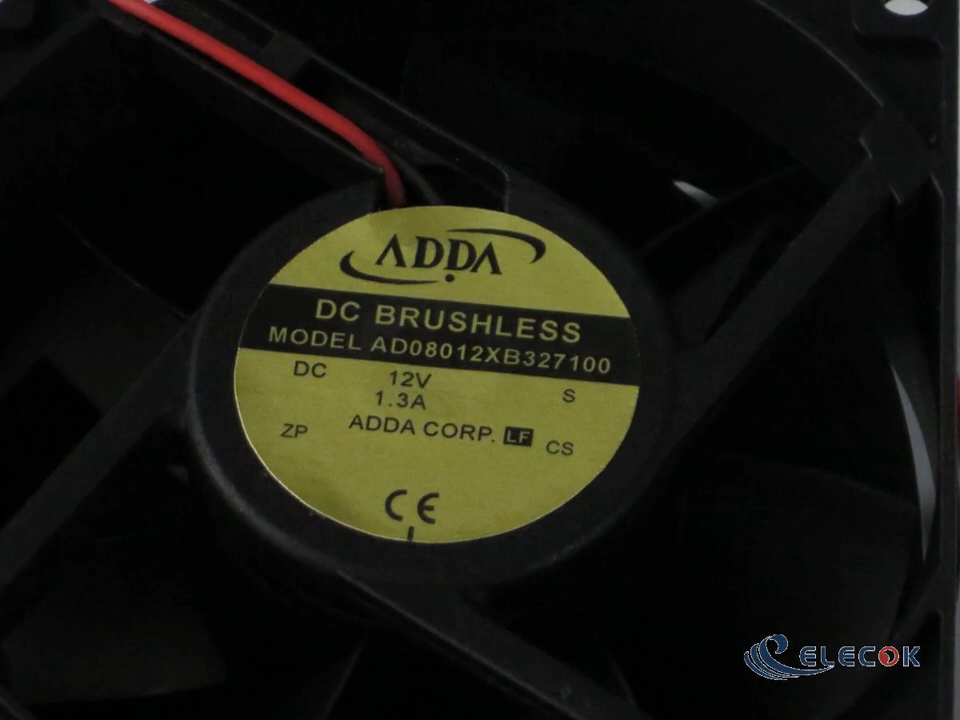 ADDA
DC BRUSHLESS
MODEL AD08012XB327100
DC 12V S
1.3A
ZP ADDA CORP. LF CS
CE
ELECOK